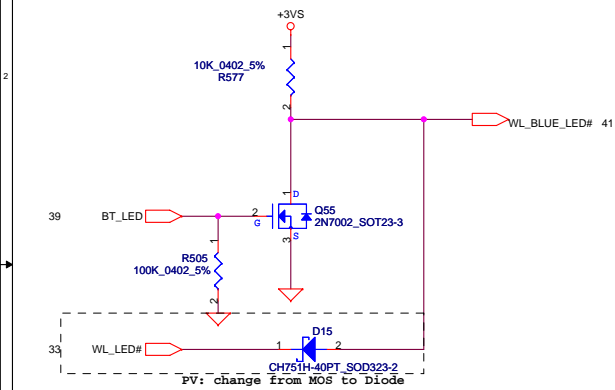 +3VS
1
10K_0402_5%
R577
2
2
WL_BLUE_LED# 41
1
D
39 BT_LED
2
G
Q55
2N7002_SOT23-3
3
S
1
R505
100K_0402_5%
2
D15
33 WL_LED#
1
2
CH751H-40PT_SOD323-2
PV: change from MOS to Diode